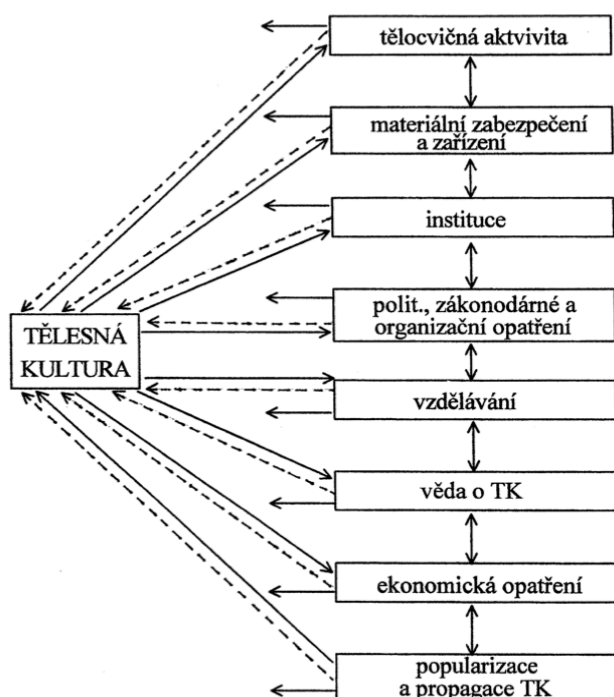 tělocvičná aktvivita
materiální zabezpečení
a zařízení
instituce
polit., zákonodárné a
organizační opatření
TĚLESNÁ
KULTURA
vzdělávání
věda o TK
ekonomická opatření
popularizace
a propagace TK